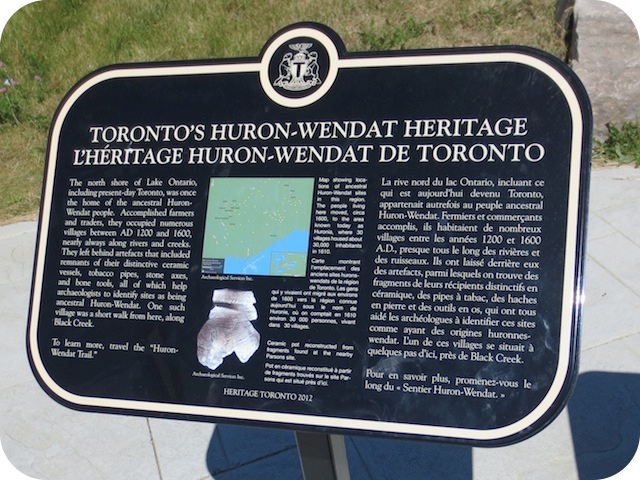 T
TORONTO'S HURON-WENDAT HERITAGE
L'HÉRITAGE HURON-WENDAT DE TORONTO
The north shore of Lake Ontario,
including present-day Toronto, was once
the home of the ancestral Huron-
Wendat people. Accomplished farmers
and traders, they occupied numerous
villages between AD 1200 and 1600,
nearly always along rivers and creeks.
They left behind artefacts that included
remnants of their distinctive ceramic
vessels, tobacco pipes, stone axes,
and bone tools, all of which help
archaeologists to identify sites as being
ancestral Huron-Wendat. One such
village was a short walk from here, along
Black Creek.
To learn more, travel the "Huron-
Wendat Trail."
Archaeological Services Inc.
Archaeological Services Inc.
Map showing loca-
tions of ancestral
Huron-Wendat sites
in this region.
The people living
here moved, circa
1600, to the area
known today as
Huronia, where 30
villages housed about
30,000 inhabitants
in 1610.
Carte montrant
l'emplacement des
anciens sites huron-
wendats de la région
de Toronto. Les gens
qui y vivaient ont migré aux environs
de 1600 vers la région connue
aujourd'hui sous le nom de
Huronie, où on comptait en 1610
environ 30 000 personnes, vivant
dans 30 villages.
Ceramic pot reconstructed from
fragments found at the nearby
Parsons site.
Pot en céramique reconstitué à partir
de fragments trouvés sur le site Par-
sons qui est situé près d'ici.
La rive nord du lac Ontario, incluant ce
qui est aujourd'hui devenu Toronto,
appartenait autrefois au peuple ancestral
Huron-Wendat. Fermiers et commerçants
accomplis, ils habitaient de nombreux
villages entre les années 1200 et 1600
A.D., presque tous le long des rivières et
des ruisseaux. Ils ont laissé derrière eux
des artefacts, parmi lesquels on trouve des
fragments de leurs récipients distinctifs en
céramique, des pipes à tabac, des haches
en pierre et des outils en os, qui ont tous
aidé les archéologues à identifier ces sites
comme ayant des origines huronnes-
wendat. L'un de ces villages se situait à
quelques pas d'ici, près de Black Creek.
Pour en savoir plus, promenez-vous le
long du « Sentier Huron-Wendat. »
HERITAGE TORONTO 2012